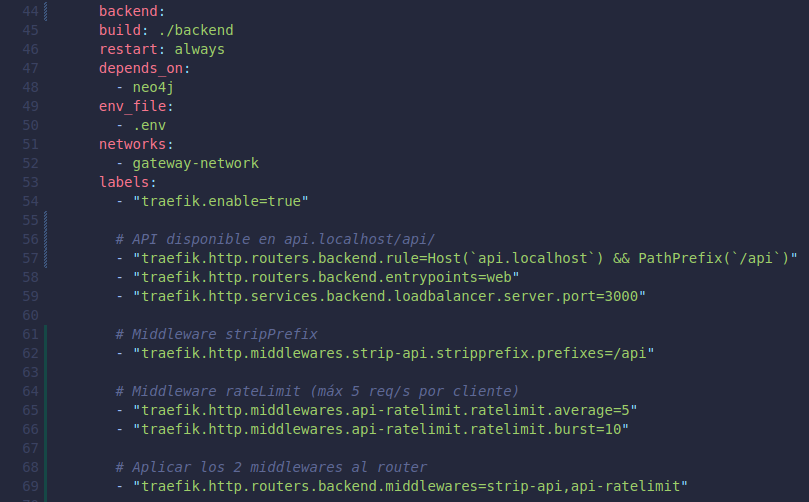 44 backend:
45 build: ./backend
46 restart: always
47 depends_on:
48 - neo4j
49 env_file:
50 - .env
51 networks:
52 - gateway-network
53 labels:
54 - "traefik.enable=true"
55
56 # API disponible en api.localhost/api/
57 - "traefik.http.routers.backend.rule=Host(`api.localhost`) && PathPrefix(`/api`)"
58 - "traefik.http.routers.backend.entrypoints=web"
59 - "traefik.http.services.backend.loadbalancer.server.port=3000"
60
61 # Middleware stripPrefix
62 - "traefik.http.middlewares.strip-api.stripprefix.prefixes=/api"
63
64 # Middleware rateLimit (máx 5 req/s por cliente)
65 - "traefik.http.middlewares.api-ratelimit.ratelimit.average=5"
66 - "traefik.http.middlewares.api-ratelimit.ratelimit.burst=10"
67
68 # Aplicar los 2 middlewares al router
69 - "traefik.http.routers.backend.middlewares=strip-api,api-ratelimit"